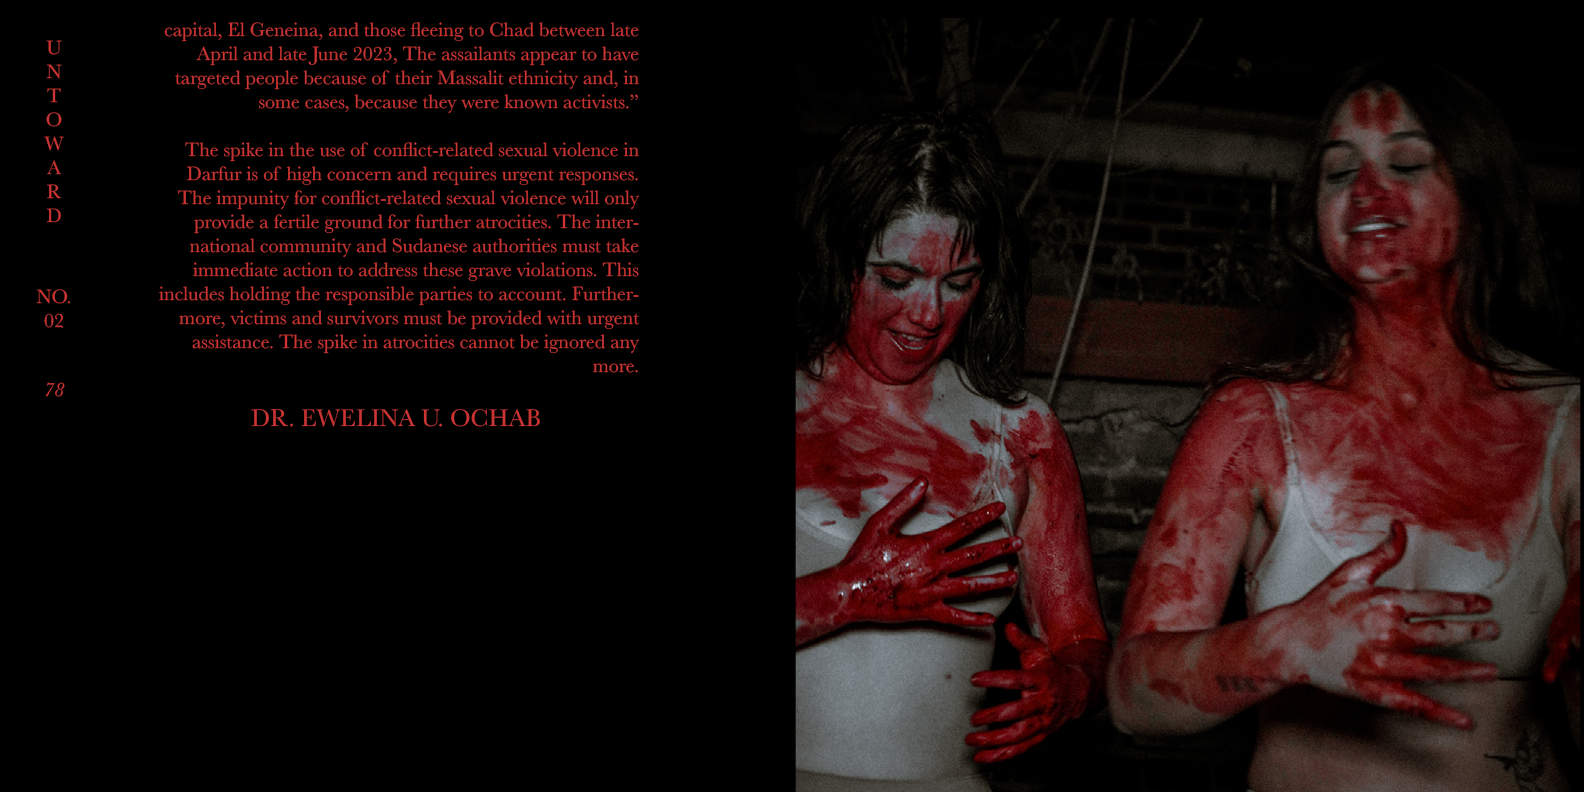 U
N
T
O
W
A
R
D
NO.
02
78
capital, El Geneina, and those fleeing to Chad between late
April and late June 2023, The assailants appear to have
targeted people because of their Massalit ethnicity and, in
some cases, because they were known activists.”
The spike in the use of conflict-related sexual violence in
Darfur is of high concern and requires urgent responses.
The impunity for conflict-related sexual violence will only
provide a fertile ground for further atrocities. The inter-
national community and Sudanese authorities must take
immediate action to address these grave violations. This
includes holding the responsible parties to account. Further-
more, victims and survivors must be provided with urgent
assistance. The spike in atrocities cannot be ignored any
more.
DR. EWELINA U. OCHAB